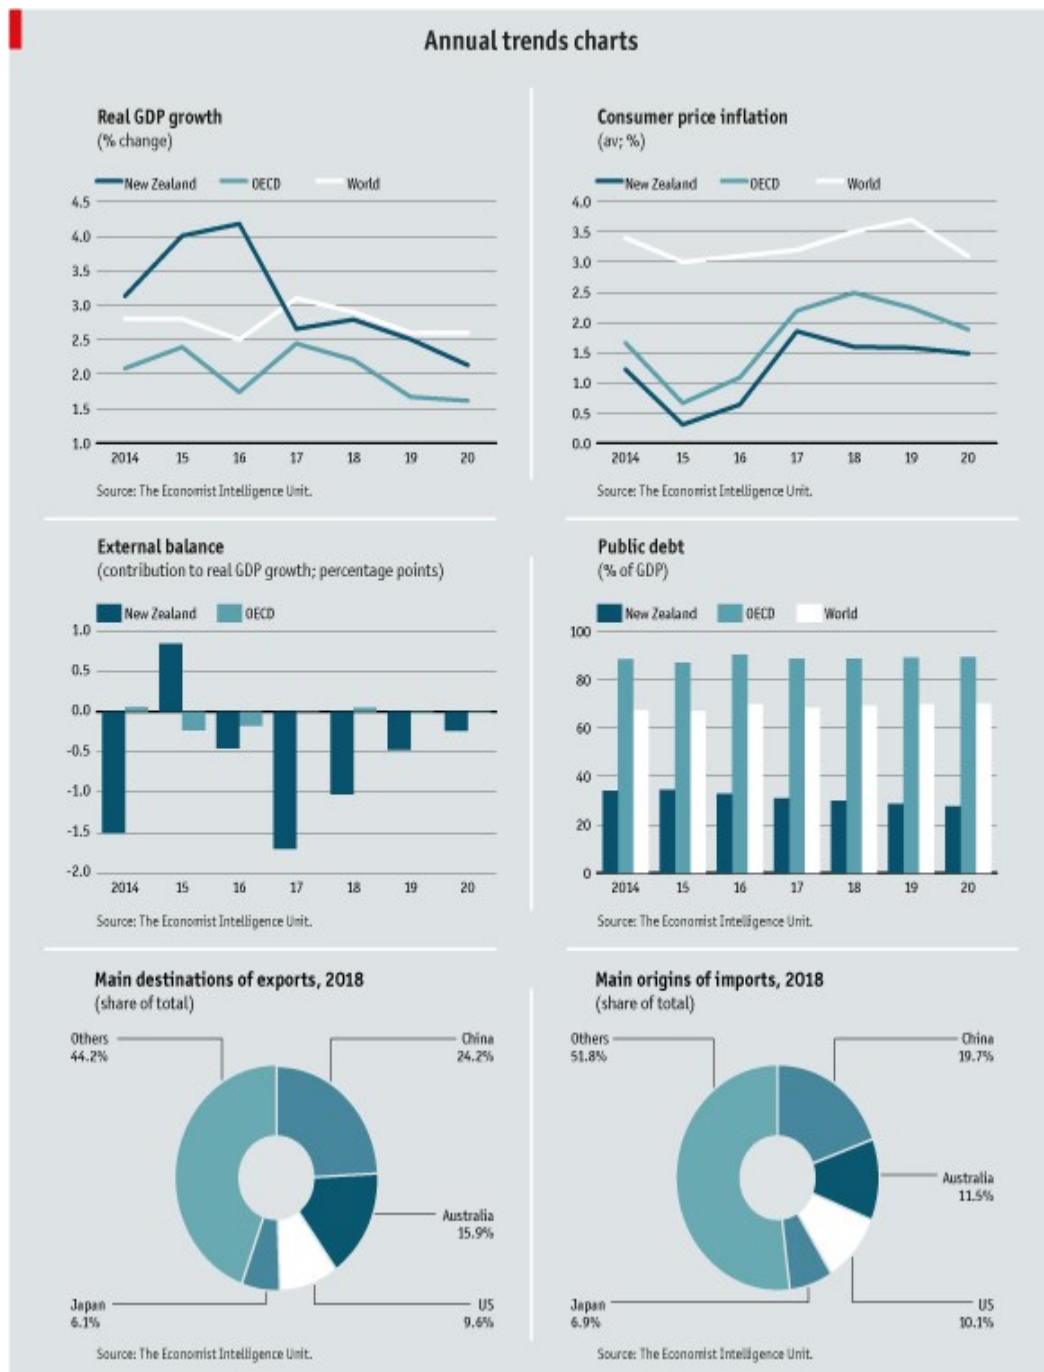 Annual trends charts
Real GDP growth
(% change)
New Zealand OECD World
4.5
4.0
3.5
3.0
2.5
2.0
1.5
1.0
2014 15 16 17 18 19 20
Source: The Economist Intelligence Unit.
Consumer price inflation
(av; %)
New Zealand OECD World
4.0
3.5
3.0
2.5
2.0
1.5
1.0
0.5
0.0
2014 15 16 17 18 19 20
Source: The Economist Intelligence Unit.
External balance
(contribution to real GDP growth; percentage points)
New Zealand OECD
1.0
0.5
0.0
-0.5
-1.0
-1.5
-2.0
2014 15 16 17 18 19 20
Source: The Economist Intelligence Unit.
Public debt
(% of GDP)
New Zealand OECD World
100
80
60
40
20
0
2014 15 16 17 18 19 20
Source: The Economist Intelligence Unit.
Main destinations of exports, 2018
(share of total)
Others
44.2%
China
24.2%
Australia
15.9%
Japan
6.1%
US
9.6%
Source: The Economist Intelligence Unit.
Main origins of imports, 2018
(share of total)
Others
51.8%
China
19.7%
Australia
11.5%
Japan
6.9%
US
10.1%
Source: The Economist Intelligence Unit.